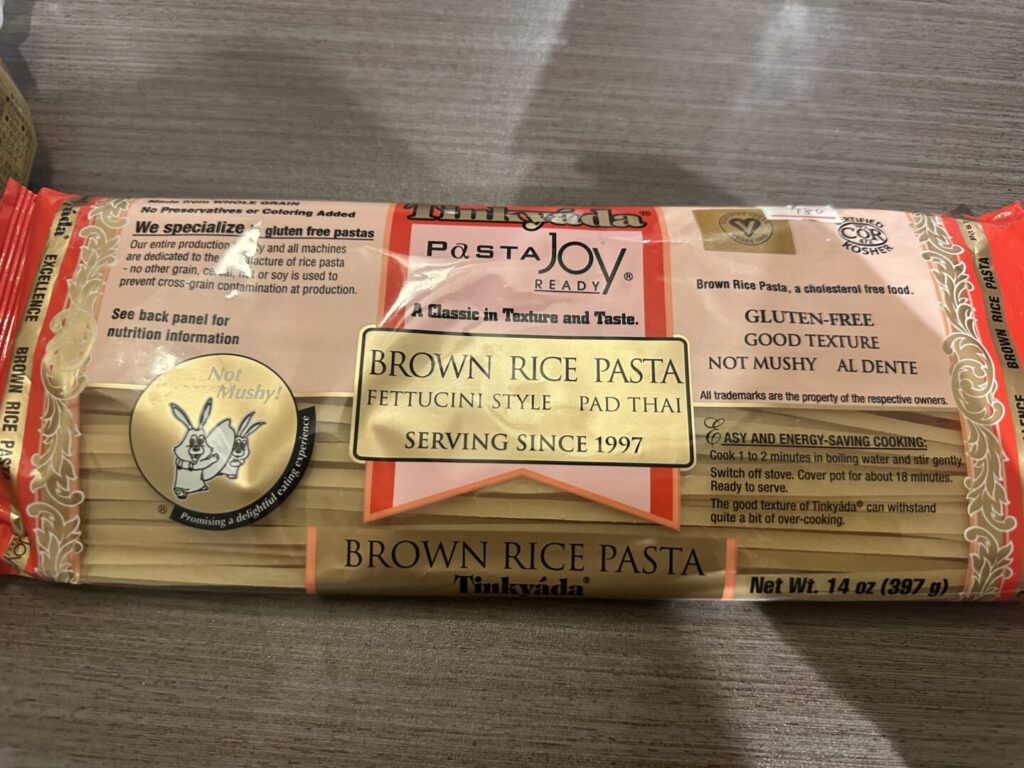 Made from WHOLE GRAIN
No Preservatives or Coloring Added
We specialize gluten free pastas
Our entire production and all machines
are dedicated to the facture of rice pasta
- no other grain, or soy is used to
prevent cross-grain contamination at production.
See back panel for
nutrition information
Not
Mushy!
Promising a delightful eating experience
®
Tinkyáda®
PASTA JOY®
READY
A Classic in Texture and Taste.
BROWN RICE PASTA
FETTUCINI STYLE PAD THAI
SERVING SINCE 1997
BROWN RICE PASTA
Tinkyáda®
COR
KOSHER
Brown Rice Pasta, a cholesterol free food.
GLUTEN-FREE
GOOD TEXTURE
NOT MUSHY AL DENTE
All trademarks are the property of the respective owners.
EASY AND ENERGY-SAVING COOKING:
Cook 1 to 2 minutes in boiling water and stir gently.
Switch off stove. Cover pot for about 18 minutes.
Ready to serve.
The good texture of Tinkyáda® can withstand
quite a bit of over-cooking.
Net Wt. 14 oz (397 g)
EXCELLENCE
BROWN RICE PASTA
BROWN RICE PASTA